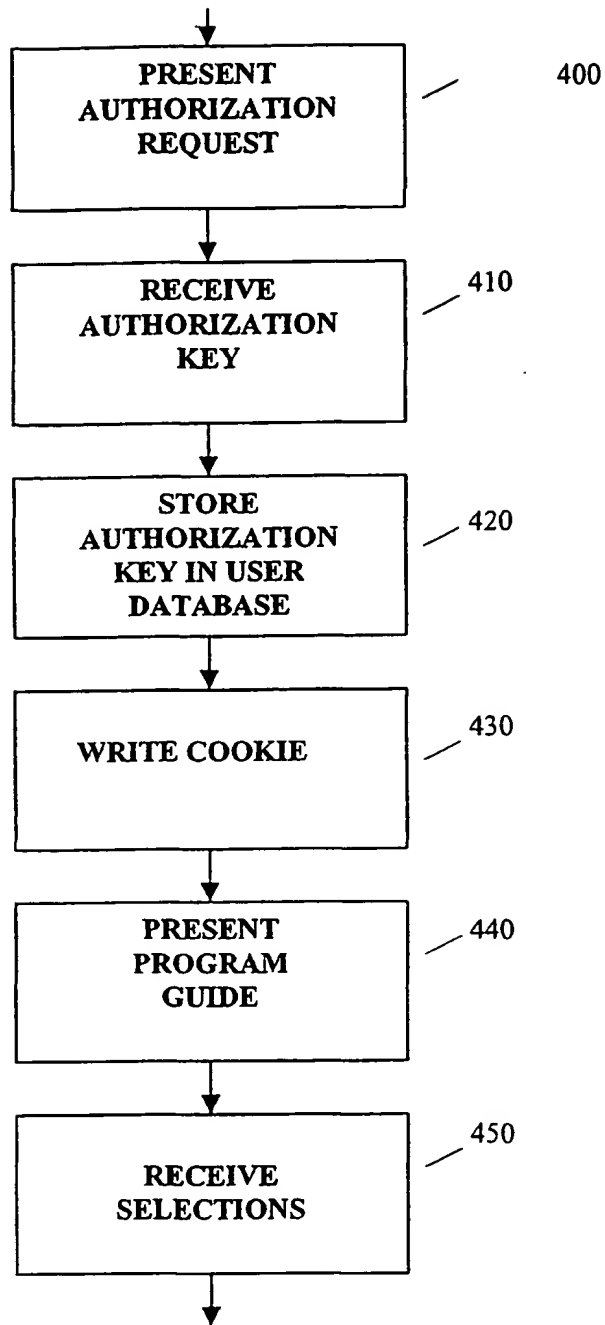 PRESENT
AUTHORIZATION
REQUEST
400
RECEIVE
AUTHORIZATION
KEY
410
STORE
AUTHORIZATION
KEY IN USER
DATABASE
420
WRITE COOKIE
430
PRESENT
PROGRAM
GUIDE
440
RECEIVE
SELECTIONS
450